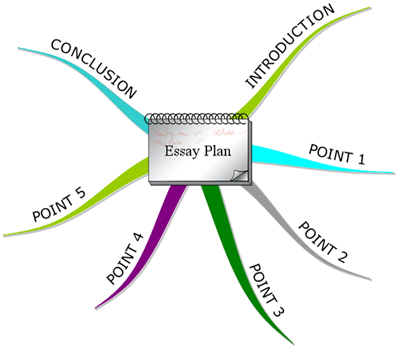 Essay Plan
INTRODUCTION
POINT 1
POINT 2
POINT 3
POINT 4
POINT 5
CONCLUSION